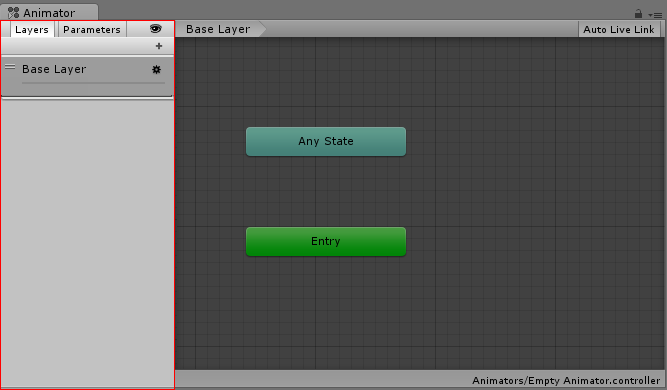 Animator
Layers Parameters
Base Layer
Auto Live Link
+
Base Layer
Any State
Entry
Animators/Empty Animator.controller